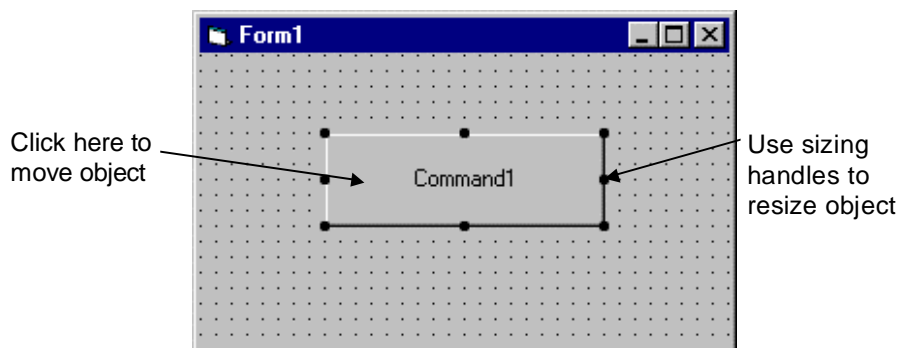 Form1
Click here to
move object
Command1
Use sizing
handles to
resize object